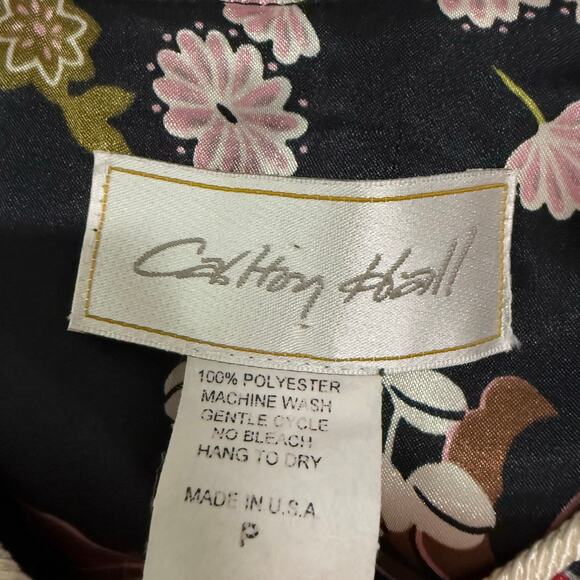 Carlton Hall
100% POLYESTER
MACHINE WASH
GENTLE CYCLE
NO BLEACH
HANG TO DRY
MADE IN U.S.A
P